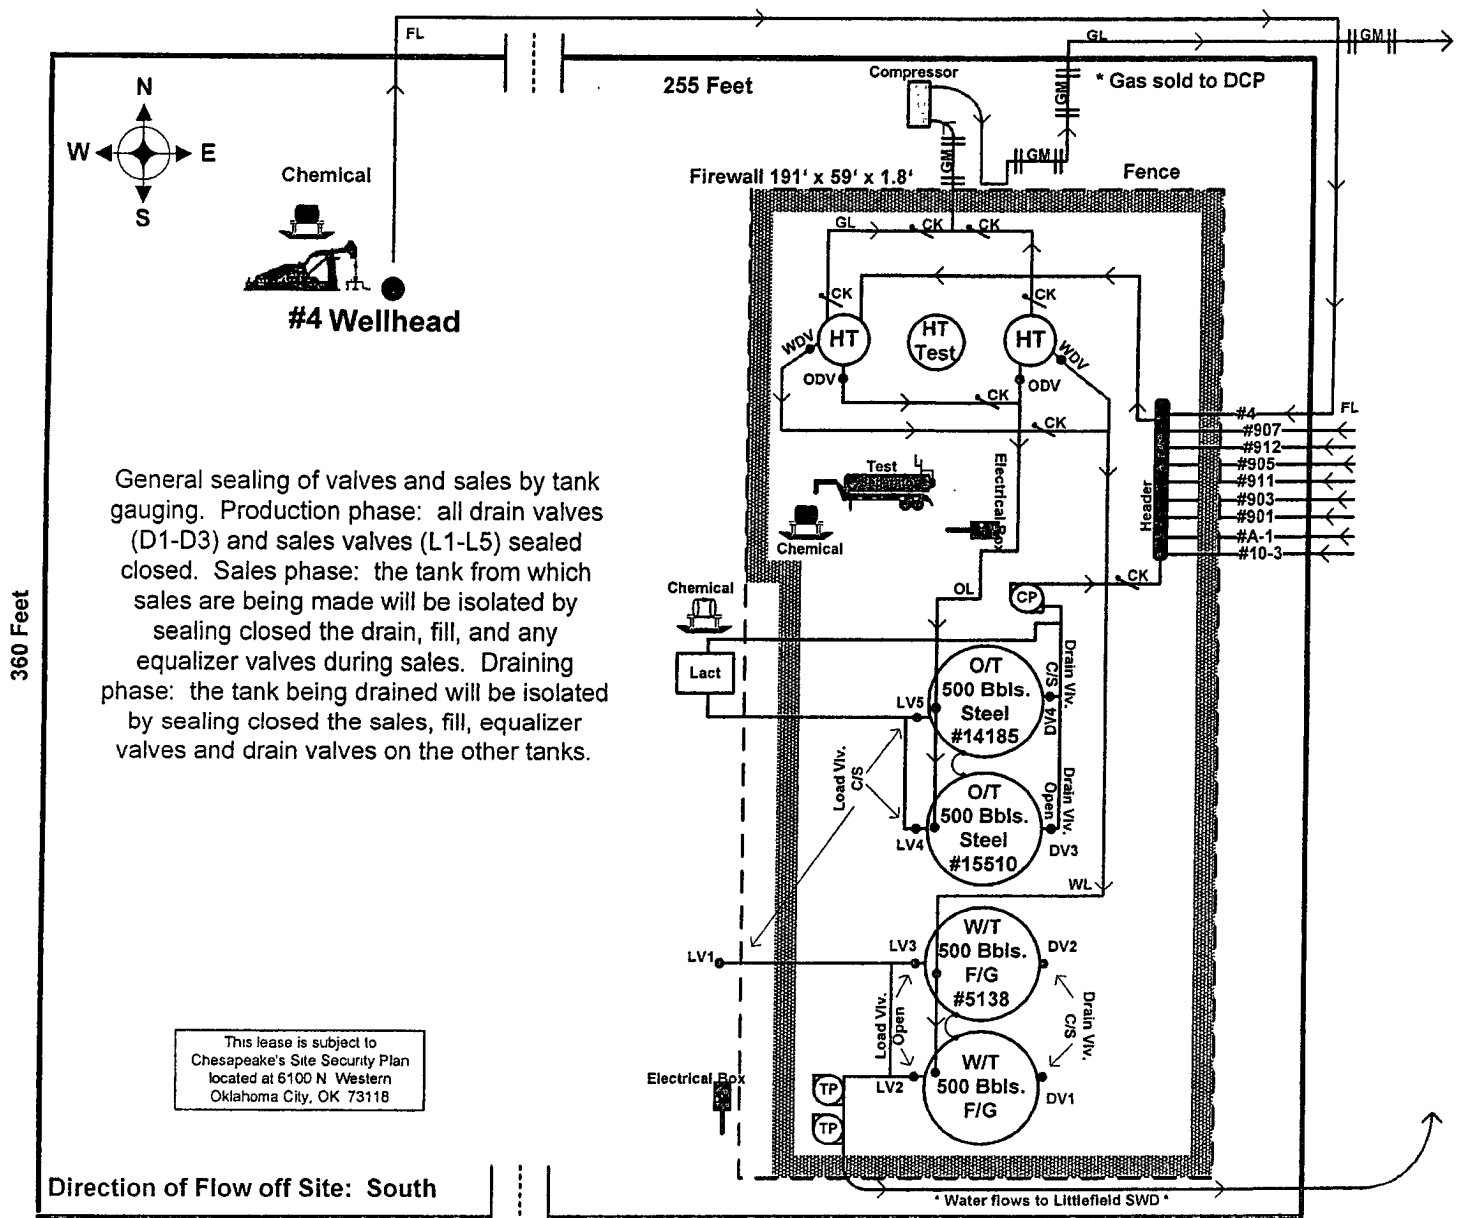 FL
GL
GM
255 Feet
Compressor
* Gas sold to DCP
GM
N
W
E
S
GM
GM
Chemical
Firewall 191' x 59' x 1.8'
Fence
#4 Wellhead
GL
CK
CK
CK
CK
HT
HT
Test
HT
WDV
WDV
ODV
ODV
CK
CK
#4
FL
#907
#912
#905
#911
#903
#901
#A-1
#10-3
Header
CK
Test
Chemical
Electrical Box
General sealing of valves and sales by tank
gauging. Production phase: all drain valves
(D1-D3) and sales valves (L1-L5) sealed
closed. Sales phase: the tank from which
sales are being made will be isolated by
sealing closed the drain, fill, and any
equalizer valves during sales. Draining
phase: the tank being drained will be isolated
by sealing closed the sales, fill, equalizer
valves and drain valves on the other tanks.
360 Feet
Chemical
OL
CP
Lact
O/T
500 Bbls.
Steel
#14185
LV5
Drain Vlv.
C/S
DV4
Load Vlv.
C/S
O/T
500 Bbls.
Steel
#15510
LV4
Drain Vlv.
Open
DV3
WL
LV1
LV3
W/T
500 Bbls.
F/G
#5138
DV2
Load Vlv.
Open
Drain Vlv.
C/S
LV2
W/T
500 Bbls.
F/G
DV1
Electrical Box
TP
TP
This lease is subject to
Chesapeake's Site Security Plan
located at 6100 N Western
Oklahoma City, OK 73118
Direction of Flow off Site: South
* Water flows to Littlefield SWD *